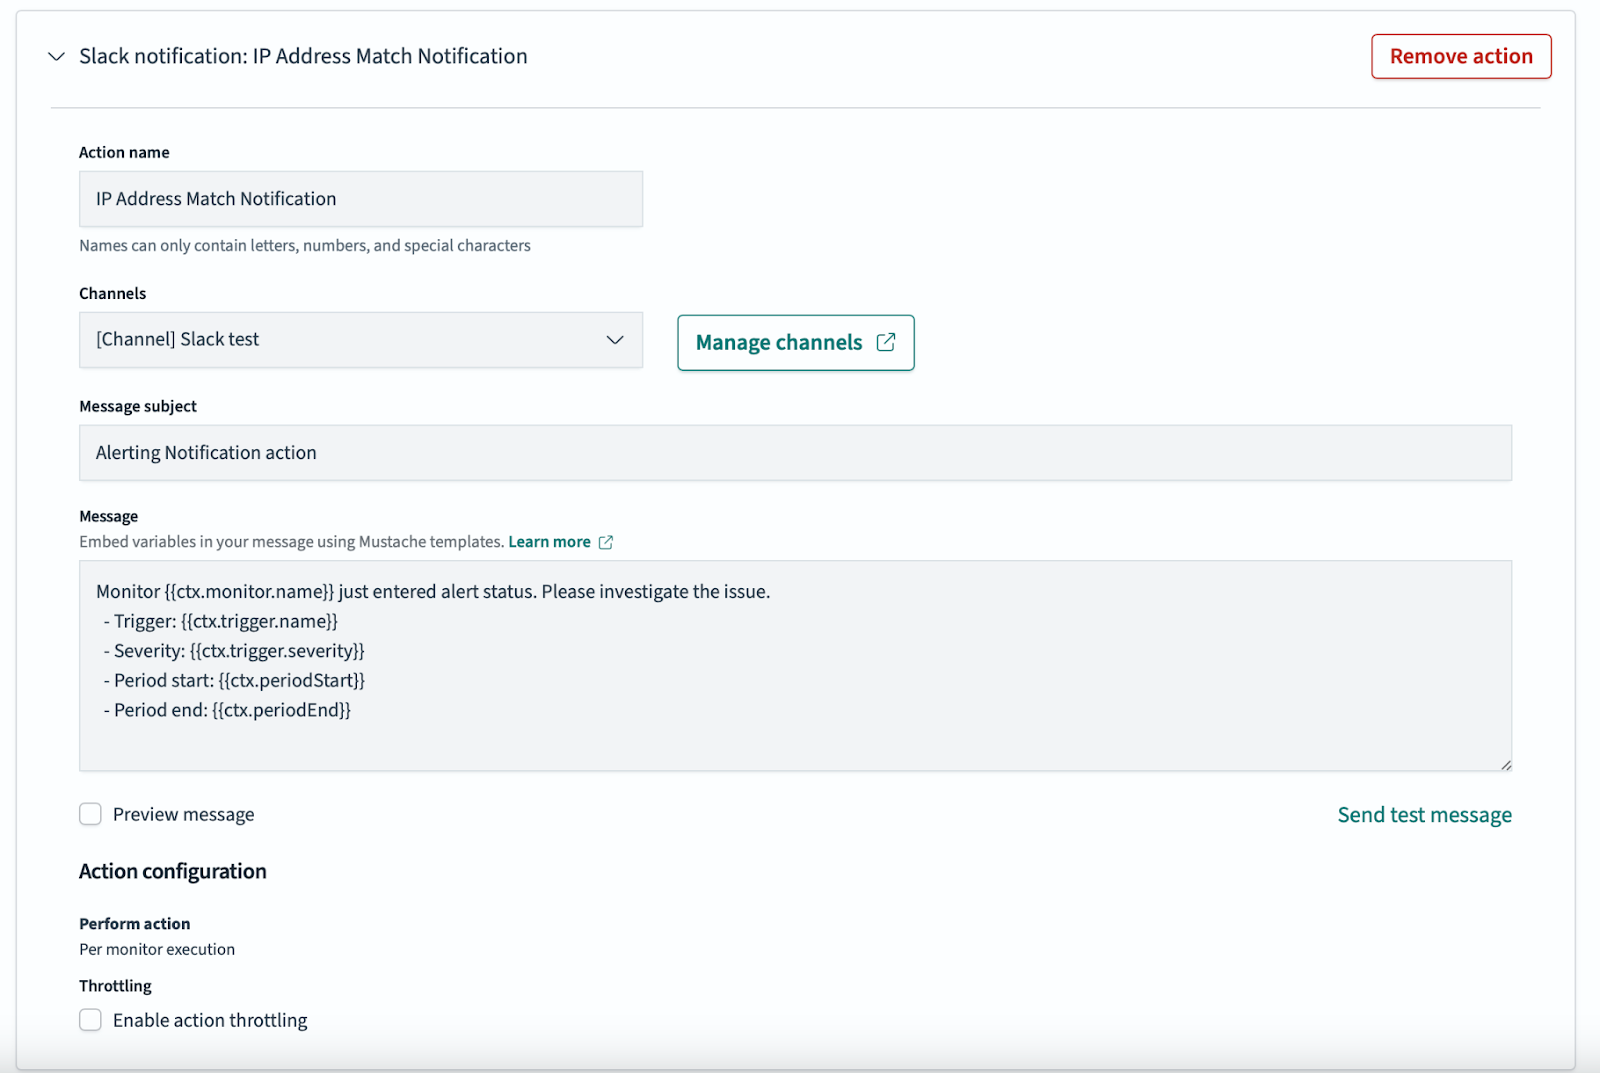 Slack notification: IP Address Match Notification
Remove action
Action name
IP Address Match Notification
Names can only contain letters, numbers, and special characters
Channels
[Channel] Slack test
Manage channels
Message subject
Alerting Notification action
Message
Embed variables in your message using Mustache templates. Learn more
Monitor {{ctx.monitor.name}} just entered alert status. Please investigate the issue.
- Trigger: {{ctx.trigger.name}}
- Severity: {{ctx.trigger.severity}}
- Period start: {{ctx.periodStart}}
- Period end: {{ctx.periodEnd}}
Preview message
Send test message
Action configuration
Perform action
Per monitor execution
Throttling
Enable action throttling